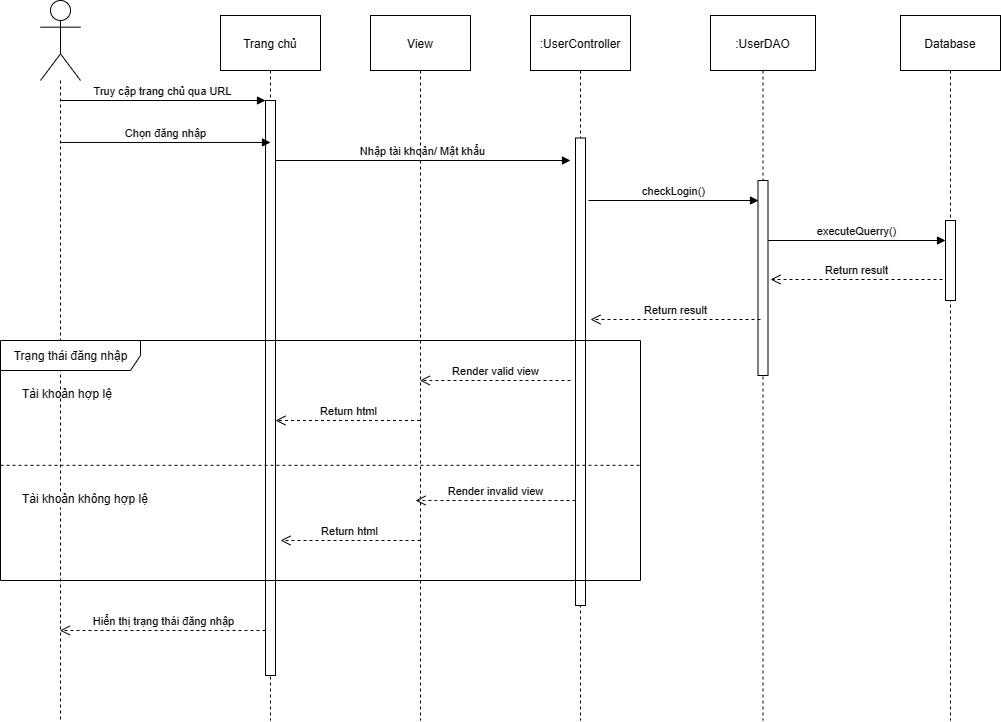 Trang chủ
View
:UserController
:UserDAO
Database
Truy cập trang chủ qua URL
Chọn đăng nhập
Nhập tài khoản/ Mật khẩu
checkLogin()
executeQuerry()
Return result
Return result
Trạng thái đăng nhập
Render valid view
Tài khoản hợp lệ
Return html
Render invalid view
Tài khoản không hợp lệ
Return html
Hiển thị trạng thái đăng nhập